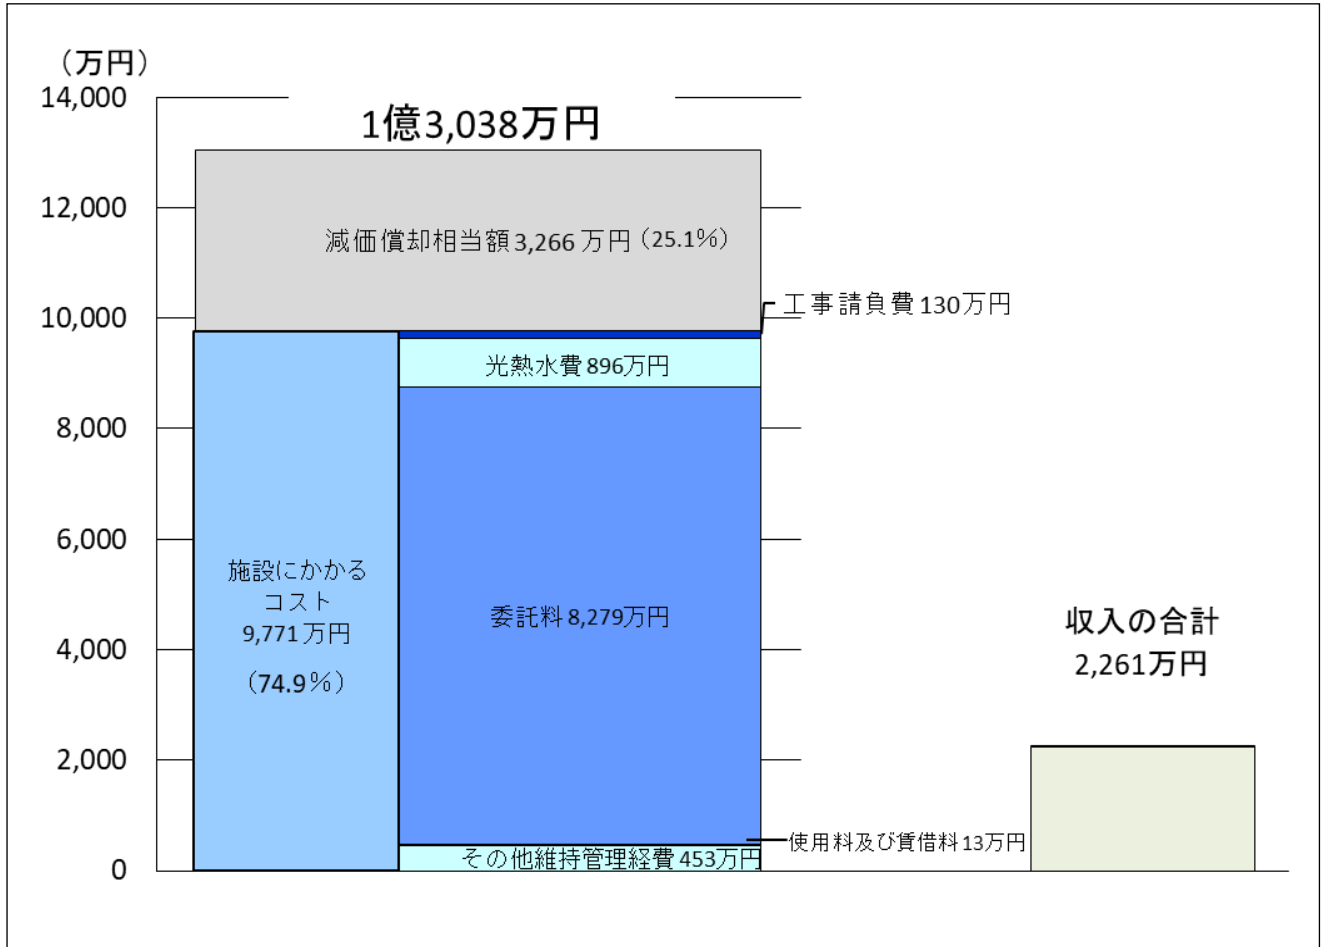 （万円）
14,000
1億3,038万円
12,000
減価償却相当額3,266万円（25.1%）
10,000
工事請負費130万円
光熱水費896万円
8,000
6,000
施設にかかる
コスト
9,771万円
（74.9%）
委託料8,279万円
4,000
収入の合計
2,261万円
2,000
使用料及び賃借料13万円
その他維持管理経費453万円
0